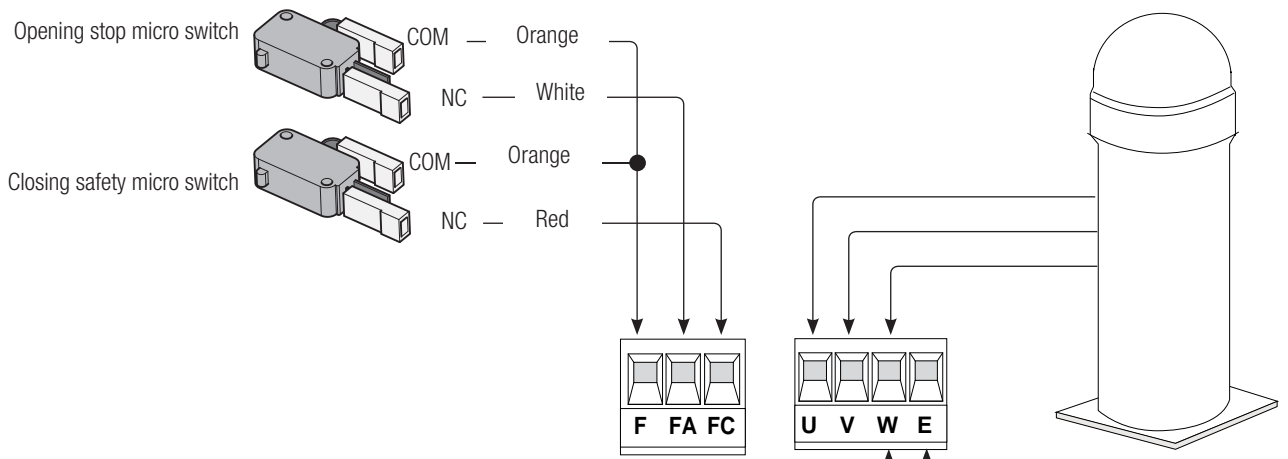 Opening stop micro switch
COM — Orange
NC — White
COM — Orange
Closing safety micro switch
NC — Red
F FA FC
U V W E